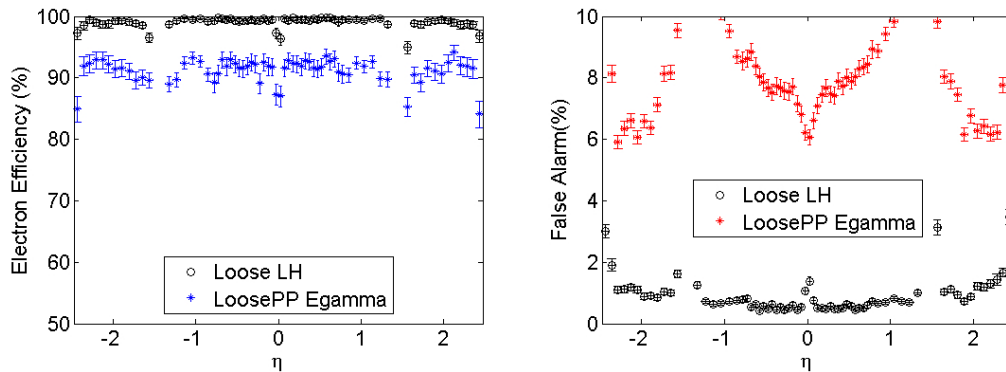 Electron Efficiency (%)
100
90
80
70
60
50
-2
-1
0
1
2
η
Loose LH
LoosePP Egamma
False Alarm(%)
10
8
6
4
2
0
-2
-1
0
1
2
η
Loose LH
LoosePP Egamma